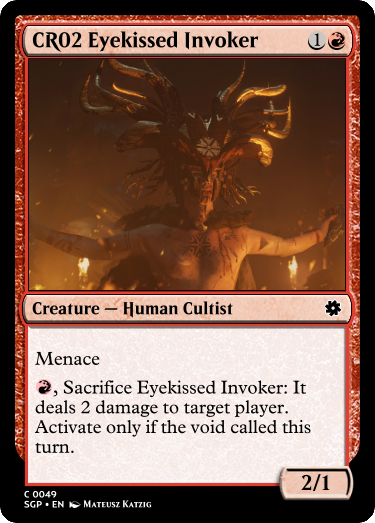 CR02 Eyekissed Invoker 1
Creature — Human Cultist
Menace
, Sacrifice Eyekissed Invoker: It
deals 2 damage to target player.
Activate only if the void called this
turn.
2/1
C 0049
SGP • EN Mateusz Katzig